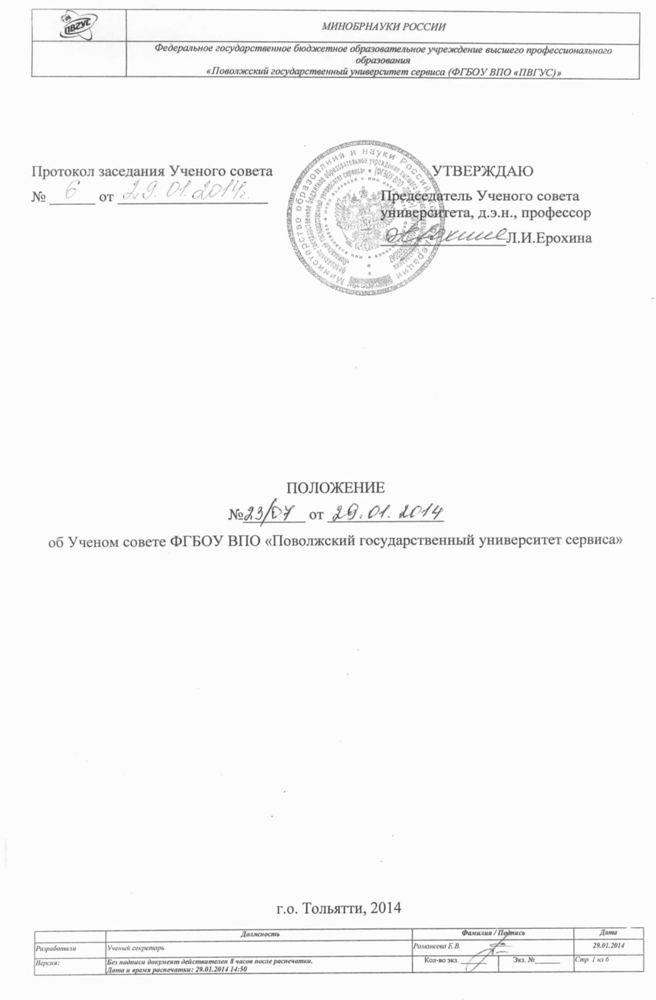 ПВГУС
МИНОБРНАУКИ РОССИИ
Федеральное государственное бюджетное образовательное учреждение высшего профессионального
образования
«Поволжский государственный университет сервиса (ФГБОУ ВПО «ПВГУС)»
Протокол заседания Ученого совета
№ 6 от 29.01.2014г.
УТВЕРЖДАЮ
Председатель Ученого совета
университета, д.э.н., профессор
Л.И.Ерохина
Министерство образования и науки Российской Федерации
Федеральное государственное бюджетное образовательное учреждение высшего профессионального образования
«Поволжский государственный университет сервиса» * (ФГБОУ ВПО «ПВГУС»)
ПОЛОЖЕНИЕ
№23/07 от 29.01.2014
об Ученом совете ФГБОУ ВПО «Поволжский государственный университет сервиса»
г.о. Тольятти, 2014
Должность Фамилия / Подпись Дата
Разработали Ученый секретарь Романеева Е.В. 29.01.2014
Версия: Без подписи документ действителен 8 часов после распечатки. Кол-во экз. ______ Экз. №______ Стр. 1 из 6
Дата и время распечатки: 29.01.2014 14:50